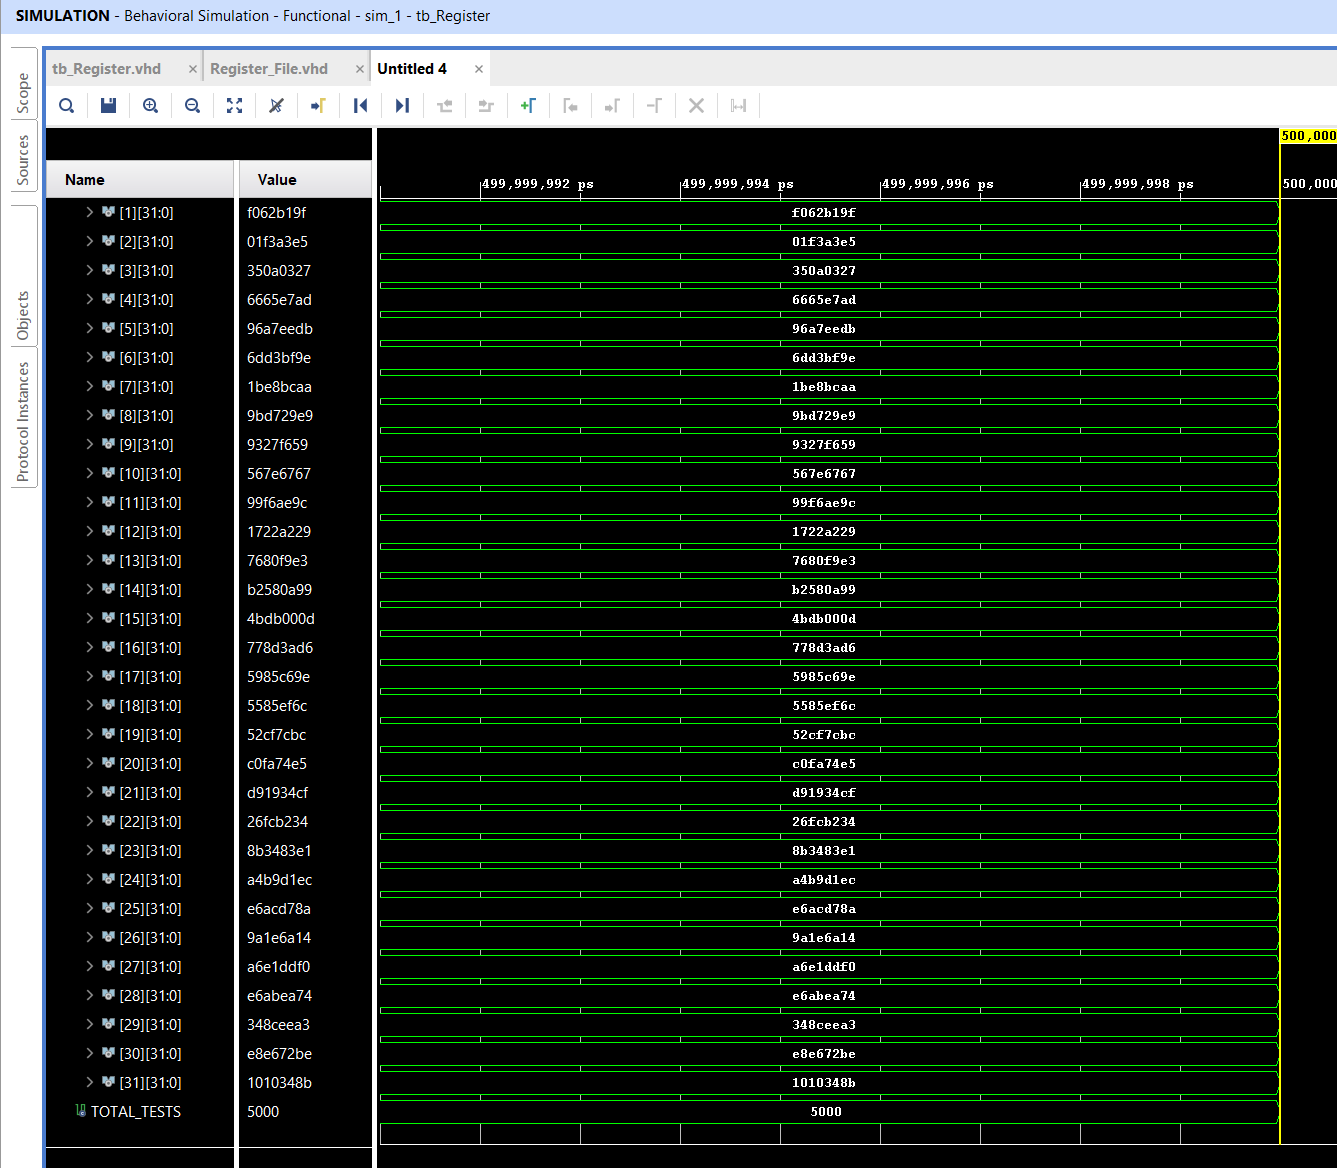 SIMULATION - Behavioral Simulation - Functional - sim_1 - tb_Register
Scope
Sources
Objects
Protocol Instances
tb_Register.vhd × Register_File.vhd × Untitled 4 ×
500,000
Name Value 499,999,992 ps 499,999,994 ps 499,999,996 ps 499,999,998 ps 500,000
[1][31:0] f062b19f f062b19f
[2][31:0] 01f3a3e5 01f3a3e5
[3][31:0] 350a0327 350a0327
[4][31:0] 6665e7ad 6665e7ad
[5][31:0] 96a7eedb 96a7eedb
[6][31:0] 6dd3bf9e 6dd3bf9e
[7][31:0] 1be8bcaa 1be8bcaa
[8][31:0] 9bd729e9 9bd729e9
[9][31:0] 9327f659 9327f659
[10][31:0] 567e6767 567e6767
[11][31:0] 99f6ae9c 99f6ae9c
[12][31:0] 1722a229 1722a229
[13][31:0] 7680f9e3 7680f9e3
[14][31:0] b2580a99 b2580a99
[15][31:0] 4bdb000d 4bdb000d
[16][31:0] 778d3ad6 778d3ad6
[17][31:0] 5985c69e 5985c69e
[18][31:0] 5585ef6c 5585ef6c
[19][31:0] 52cf7cbc 52cf7cbc
[20][31:0] c0fa74e5 c0fa74e5
[21][31:0] d91934cf d91934cf
[22][31:0] 26fcb234 26fcb234
[23][31:0] 8b3483e1 8b3483e1
[24][31:0] a4b9d1ec a4b9d1ec
[25][31:0] e6acd78a e6acd78a
[26][31:0] 9a1e6a14 9a1e6a14
[27][31:0] a6e1ddf0 a6e1ddf0
[28][31:0] e6abea74 e6abea74
[29][31:0] 348ceea3 348ceea3
[30][31:0] e8e672be e8e672be
[31][31:0] 1010348b 1010348b
TOTAL_TESTS 5000 5000